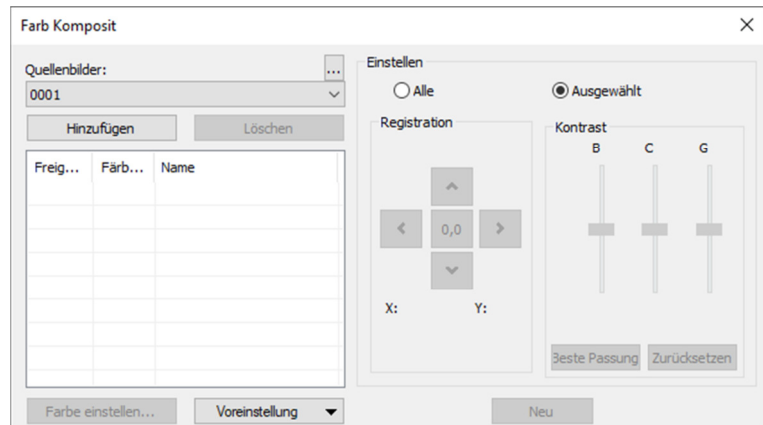 Farb Komposit
Quellenbilder:
...
0001
Hinzufügen
Löschen
Freig...
Färb...
Name
Farbe einstellen...
Voreinstellung
Einstellen
Alle
Ausgewählt
Registration
0,0
X:
Y:
Kontrast
B
C
G
Beste Passung
Zurücksetzen
Neu